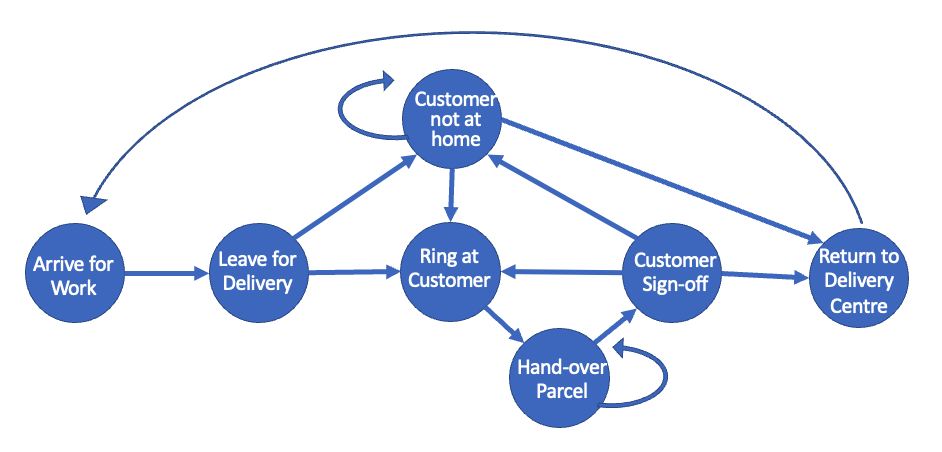 Customer
not at
home
Arrive for
Work
Leave for
Delivery
Ring at
Customer
Customer
Sign-off
Return to
Delivery
Centre
Hand-over
Parcel